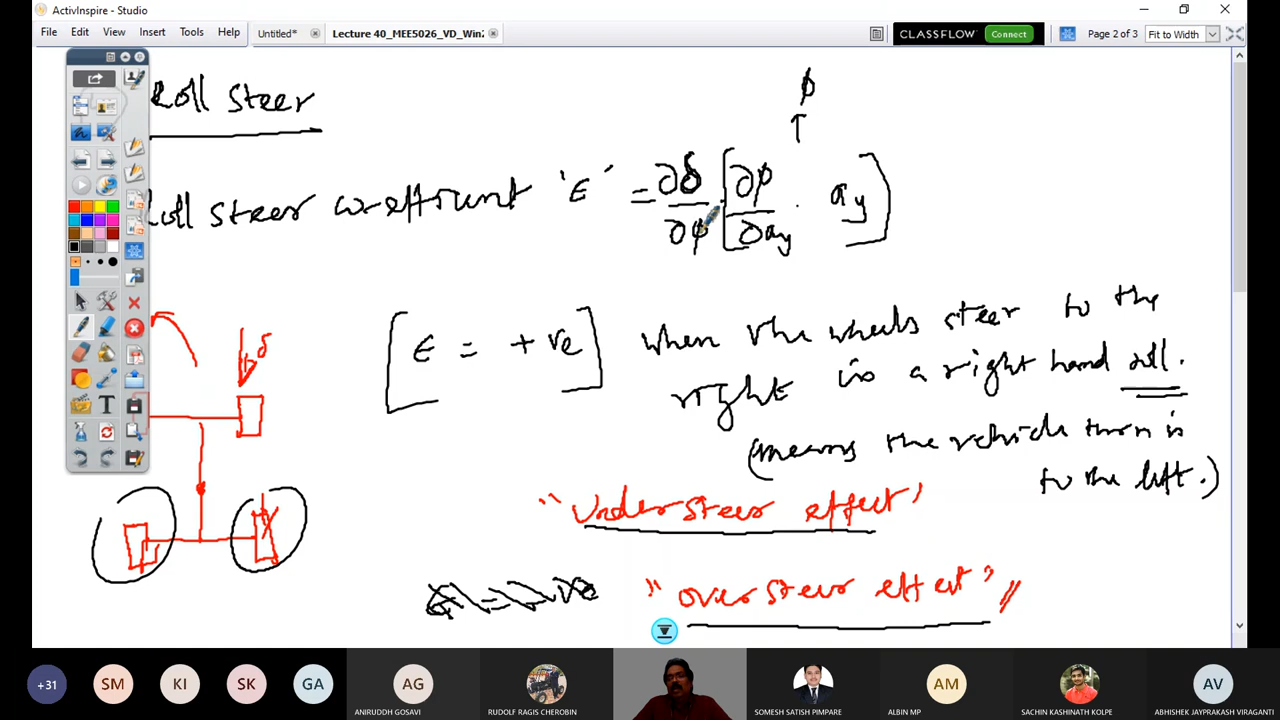 ActivInspire - Studio
File Edit View Insert Tools Help
Untitled* Lecture 40_MEE5026_VD_Win2
CLASSFLOW Connect
Page 2 of 3 Fit to Width
Roll Steer
ϕ
↑
Roll steer coefficient 'ε' = ∂δ/∂ϕ · [∂ϕ/∂ay · ay]
[ε = +ve] when the wheels steer to the
right is a right hand roll.
(means the vehicle turn is
to the left.)
δ
"Understeer effect"
"oversteer effect"//
+31 SM KI SK GA AG AM AV
ANIRUDDH GOSAVI RUDOLF RAGIS CHEROBIN SOMESH SATISH PIMPARE ALBIN MP SACHIN KASHINATH KOLPE ABHISHEK JAYPRAKASH VIRAGANTI